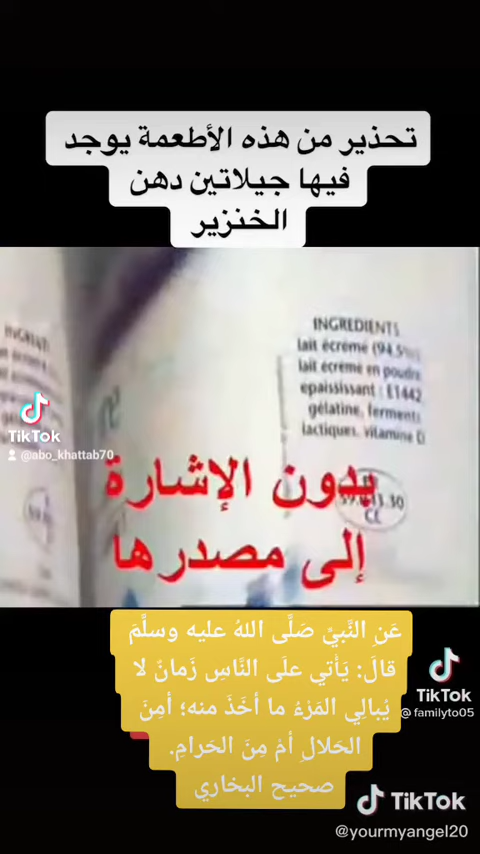 تحذير من هذه الأطعمة يوجد
فيها جيلاتين دهن
الخنزير
INGREDIENTS
lait écrémé (94.5%)
lait écrémé en poudre
épaississant : E1442
gélatine, ferments
lactiques, vitamine D
CE
بدون الإشارة
إلى مصدرها
TikTok
@abo_khattab70
عَنِ النَّبيِّ صَلَّى اللهُ عليه وسلَّمَ
قالَ: يَأْتي علَى النَّاسِ زَمانٌ لا
يُبالِي المَرْءُ ما أخَذَ منه؛ أمِنَ
الحَلالِ أمْ مِنَ الحَرامِ.
صحيح البخاري
TikTok
@familyto05
TikTok
@yourmyangel20